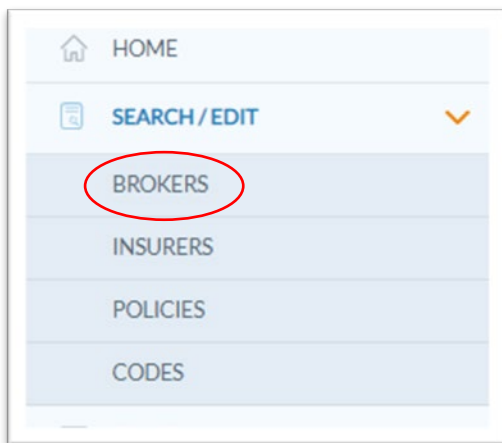 HOME
SEARCH / EDIT
BROKERS
INSURERS
POLICIES
CODES